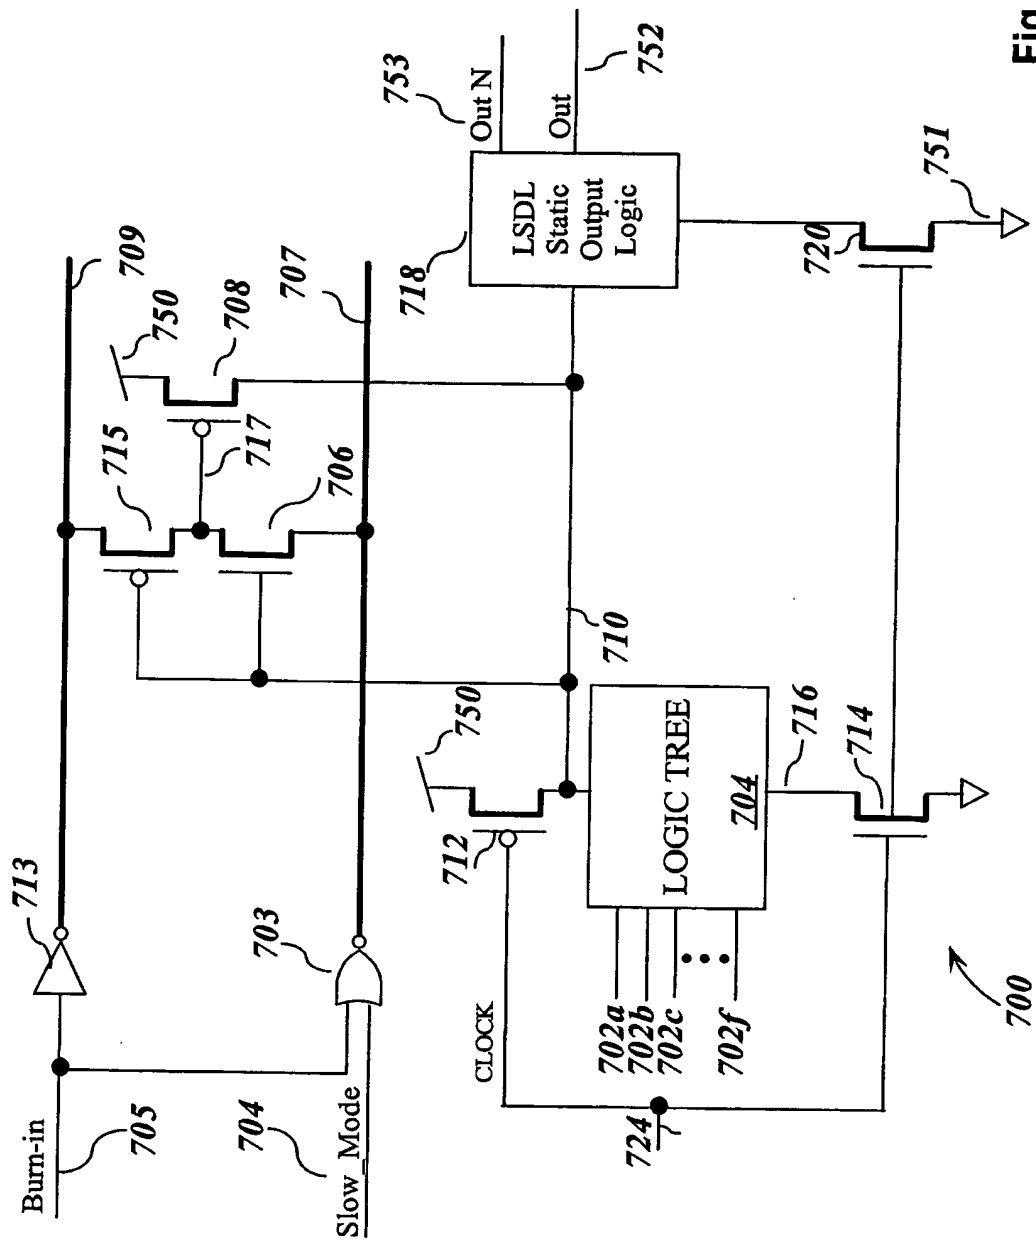 Burn-in
705
713
709
Slow_Mode
704
703
707
715
750
708
717
706
CLOCK
724
712
750
710
702a
702b
702c
702f
LOGIC TREE
704
716
714
718
LSDL
Static
Output
Logic
Out N
753
Out
752
720
751
700
Fig